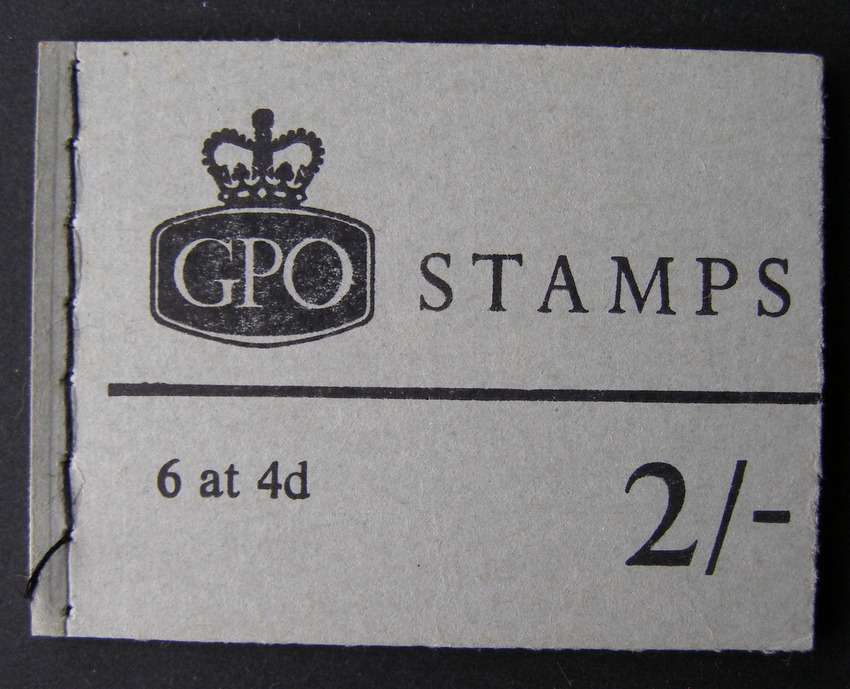 GPO STAMPS
6 at 4d 2/-